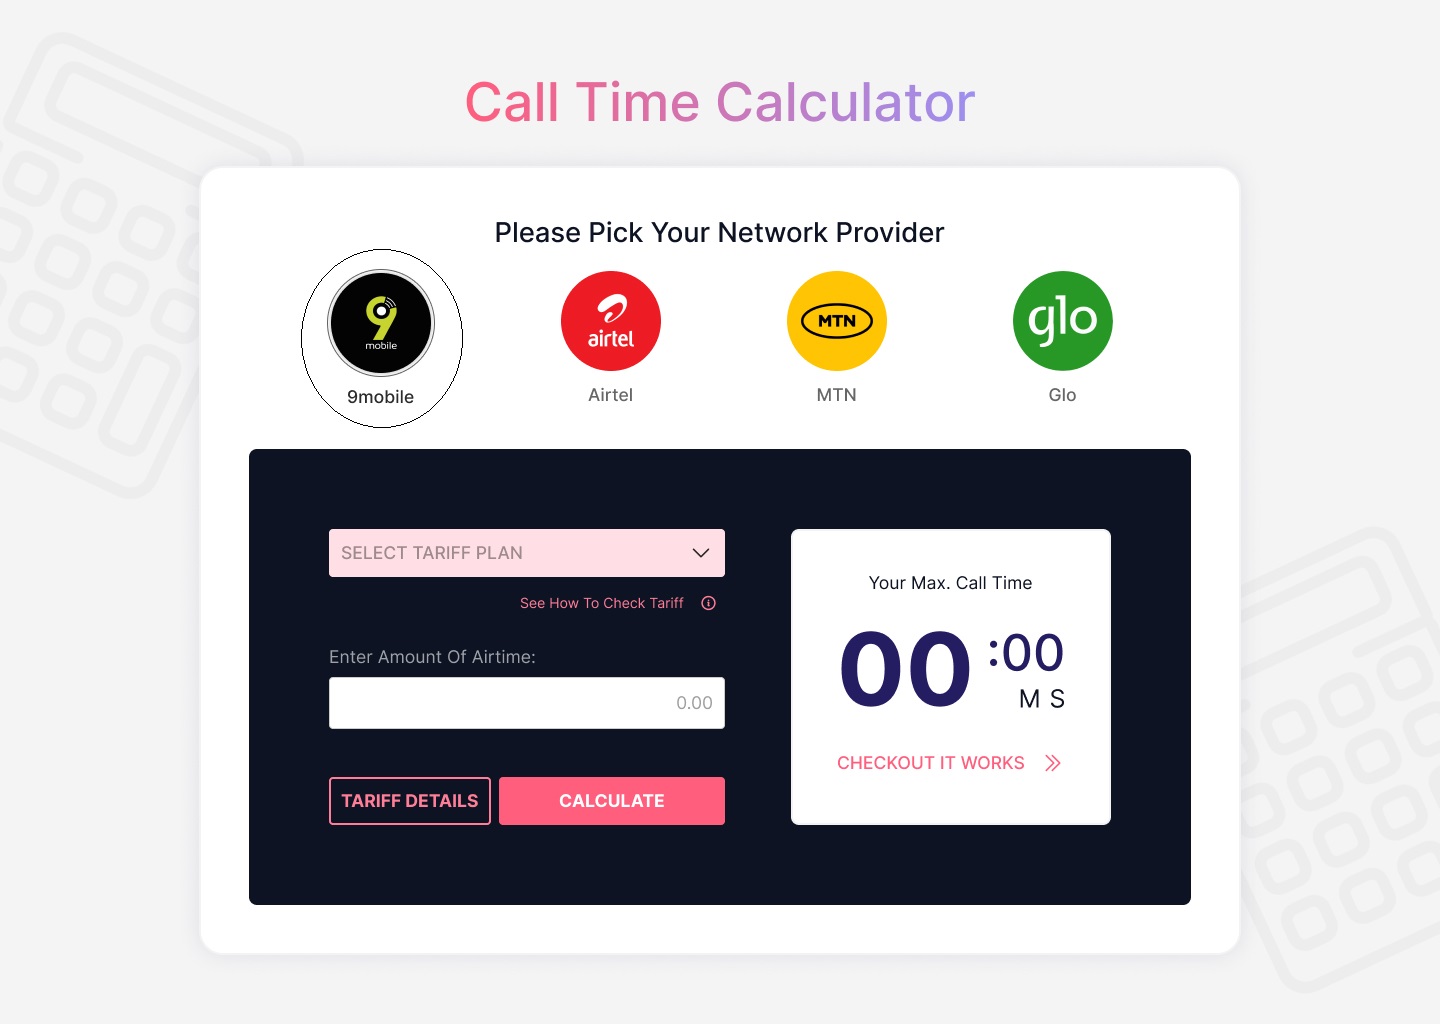 Call Time Calculator
Please Pick Your Network Provider
9
mobile
9mobile
airtel
Airtel
MTN
MTN
glo
Glo
SELECT TARIFF PLAN
See How To Check Tariff
Enter Amount Of Airtime:
0.00
TARIFF DETAILS
CALCULATE
Your Max. Call Time
00 :00
M S
CHECKOUT IT WORKS